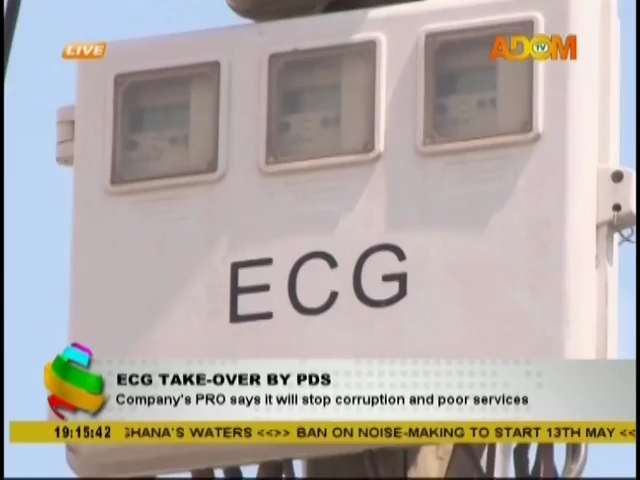 LIVE
ADOM TV
ECG
ECG TAKE-OVER BY PDS
Company's PRO says it will stop corruption and poor services
19:15:42 GHANA'S WATERS <<>> BAN ON NOISE-MAKING TO START 13TH MAY <<